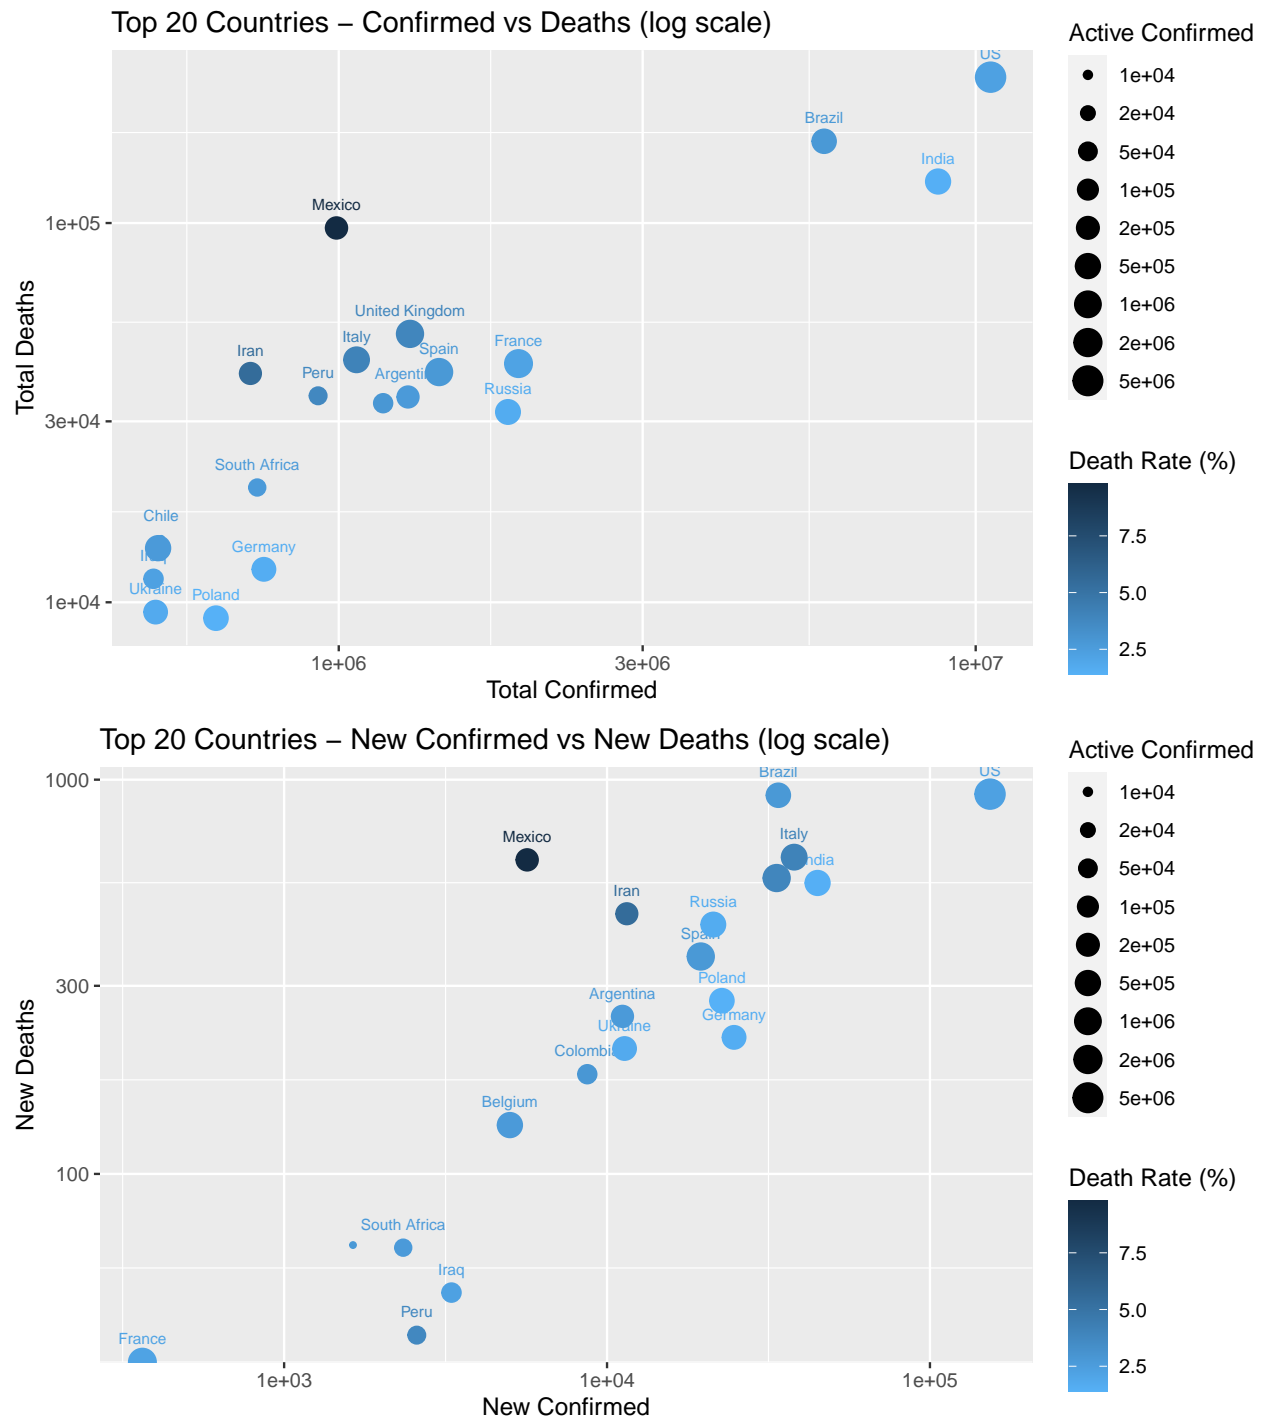 Top 20 Countries – Confirmed vs Deaths (log scale)
US
Brazil
India
Mexico
United Kingdom
Italy
France
Iran
Spain
Peru
Russia
South Africa
Chile
Germany
Ukraine
Poland
1e+05
3e+04
1e+04
Total Deaths
1e+06
3e+06
1e+07
Total Confirmed
Active Confirmed
1e+04
2e+04
5e+04
1e+05
2e+05
5e+05
1e+06
2e+06
5e+06
Death Rate (%)
7.5
5.0
2.5
Top 20 Countries – New Confirmed vs New Deaths (log scale)
Brazil
US
Mexico
Italy
Iran
Russia
Spain
Poland
Argentina
Germany
Ukraine
Colombia
Belgium
South Africa
Iraq
Peru
France
1000
300
100
New Deaths
1e+03
1e+04
1e+05
New Confirmed
Active Confirmed
1e+04
2e+04
5e+04
1e+05
2e+05
5e+05
1e+06
2e+06
5e+06
Death Rate (%)
7.5
5.0
2.5